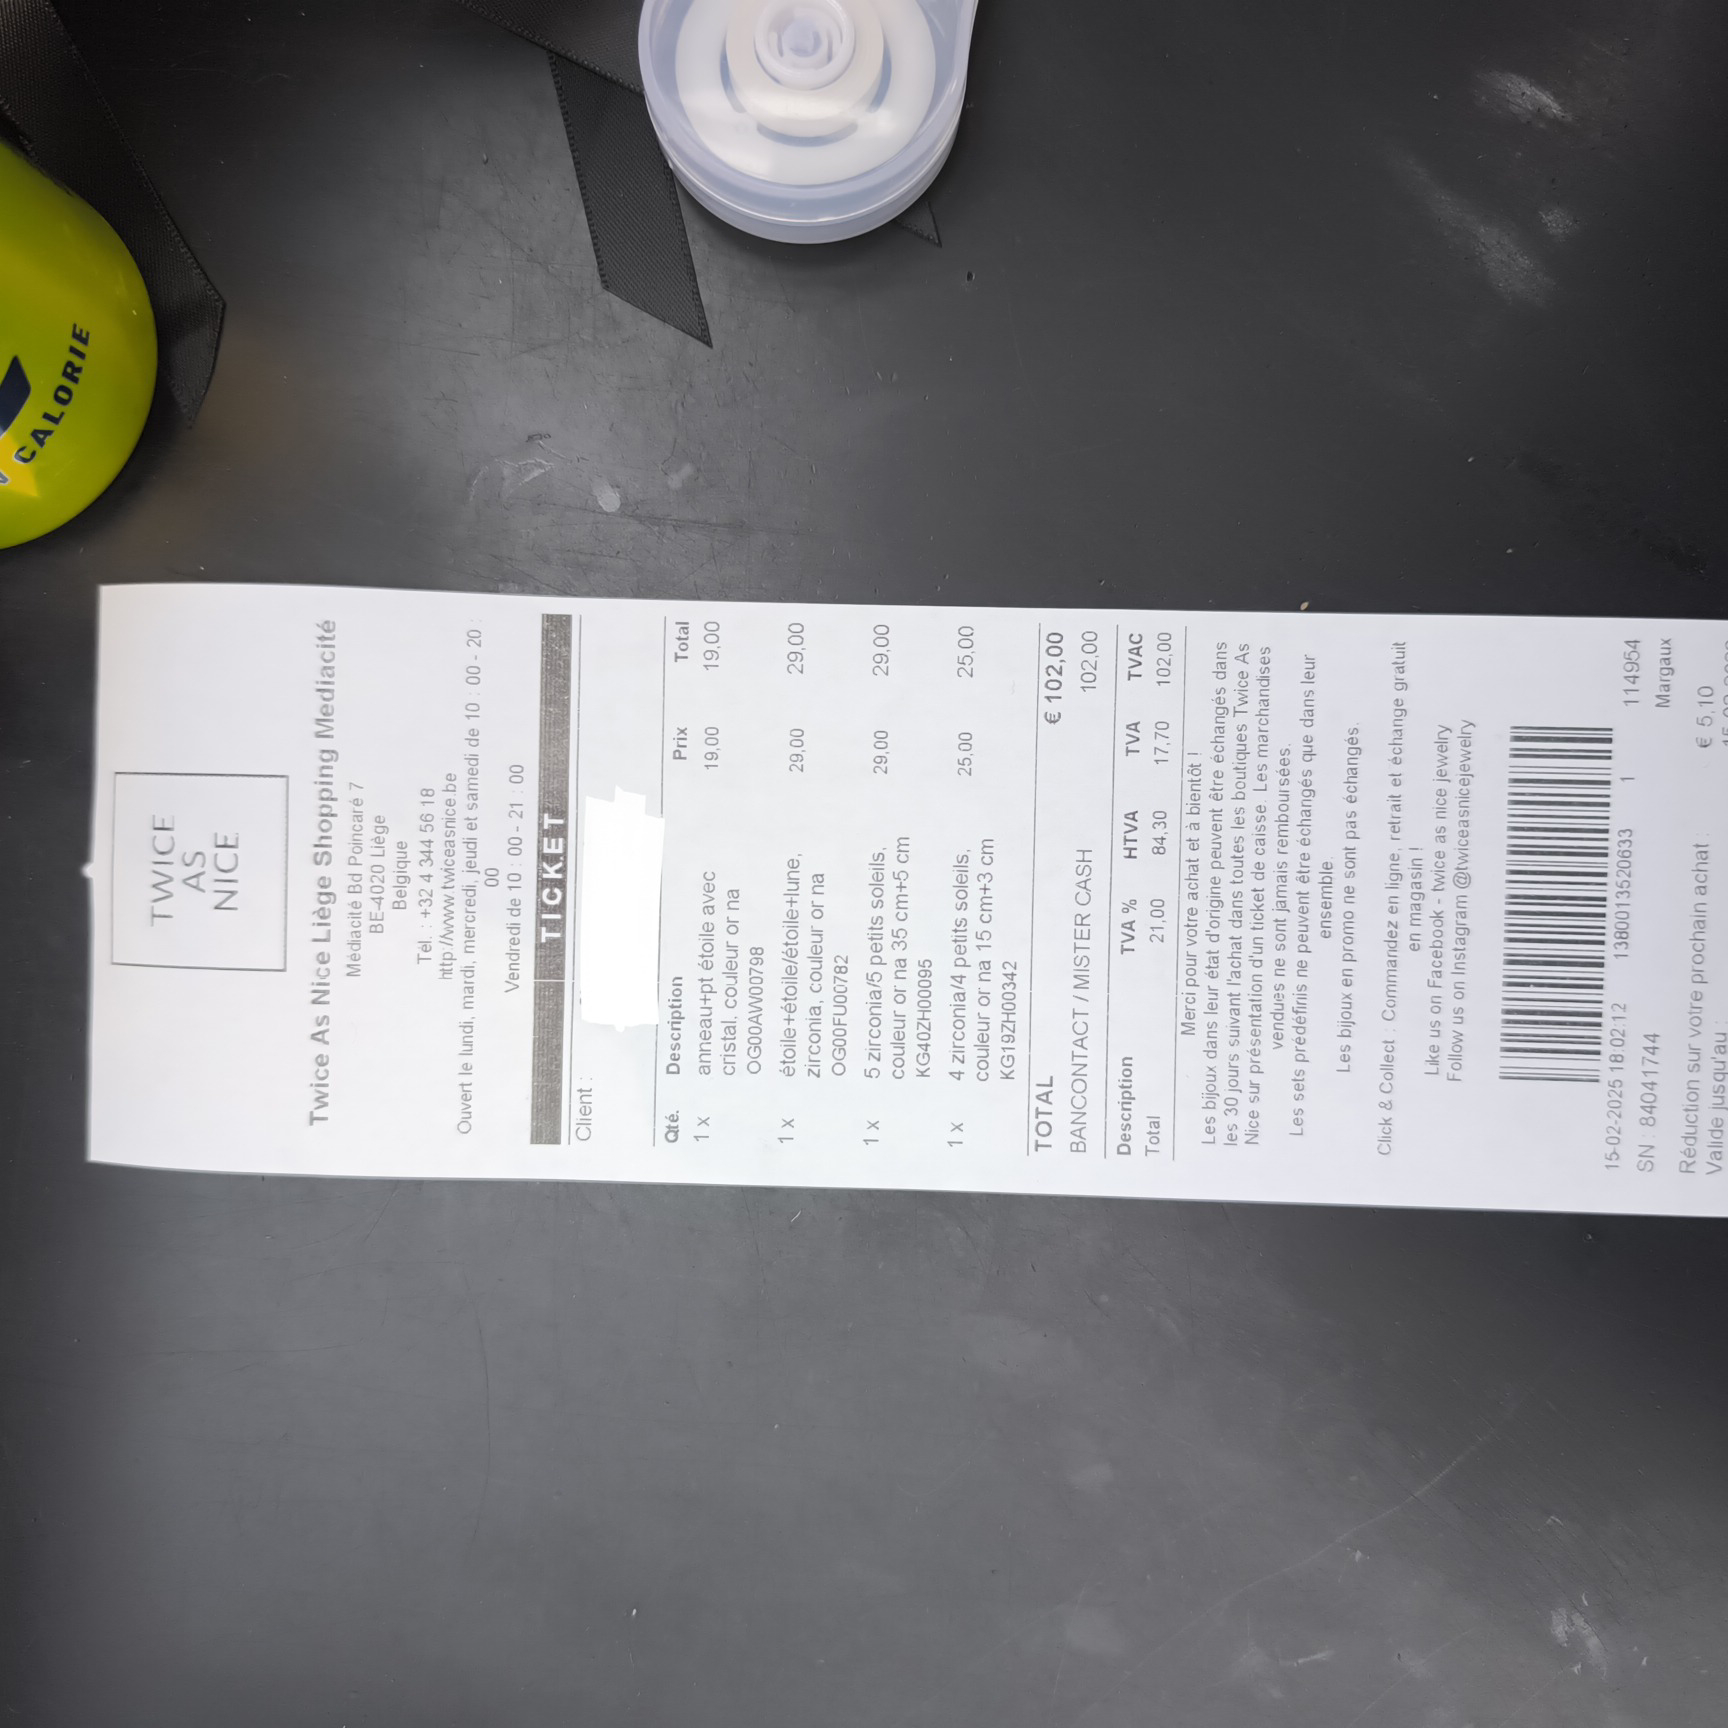 CALORIE
TWICE
AS
NICE
Twice As Nice Liège Shopping Mediacité
Médiacité Bd Poincaré 7
BE-4020 Liège
Belgique
Tél. : +32 4 344 56 18
http://www.twiceasnice.be
Ouvert le lundi, mardi, mercredi, jeudi et samedi de 10 : 00 - 20 :
00
Vendredi de 10 : 00 - 21 : 00
TICKET
Client :
Qté. Description Prix Total
1 x anneau+pt étoile avec 19,00 19,00
cristal. couleur or na
OG00AW00798
1 x étoile+étoile/étoile+lune, 29,00 29,00
zirconia, couleur or na
OG00FU00782
1 x 5 zirconia/5 petits soleils, 29,00 29,00
couleur or na 35 cm+5 cm
KG40ZH00095
1 x 4 zirconia/4 petits soleils, 25,00 25,00
couleur or na 15 cm+3 cm
KG19ZH00342
TOTAL € 102,00
BANCONTACT / MISTER CASH 102,00
Description TVA % HTVA TVA TVAC
Total 21,00 84,30 17,70 102,00
Merci pour votre achat et à bientôt !
Les bijoux dans leur état d'origine peuvent être échangés dans
les 30 jours suivant l'achat dans toutes les boutiques Twice As
Nice sur présentation d'un ticket de caisse. Les marchandises
vendues ne sont jamais remboursées.
Les sets prédéfinis ne peuvent être échangés que dans leur
ensemble.
Les bijoux en promo ne sont pas échangés.
Click & Collect : Commandez en ligne, retrait et échange gratuit
en magasin !
Like us on Facebook - twice as nice jewelry
Follow us on Instagram @twiceasnicejewelry
15-02-2025 18:02:12 1380013520633 1 114954
SN : 84041744 Margaux
Réduction sur votre prochain achat : € 5,10
Valide jusqu'au :